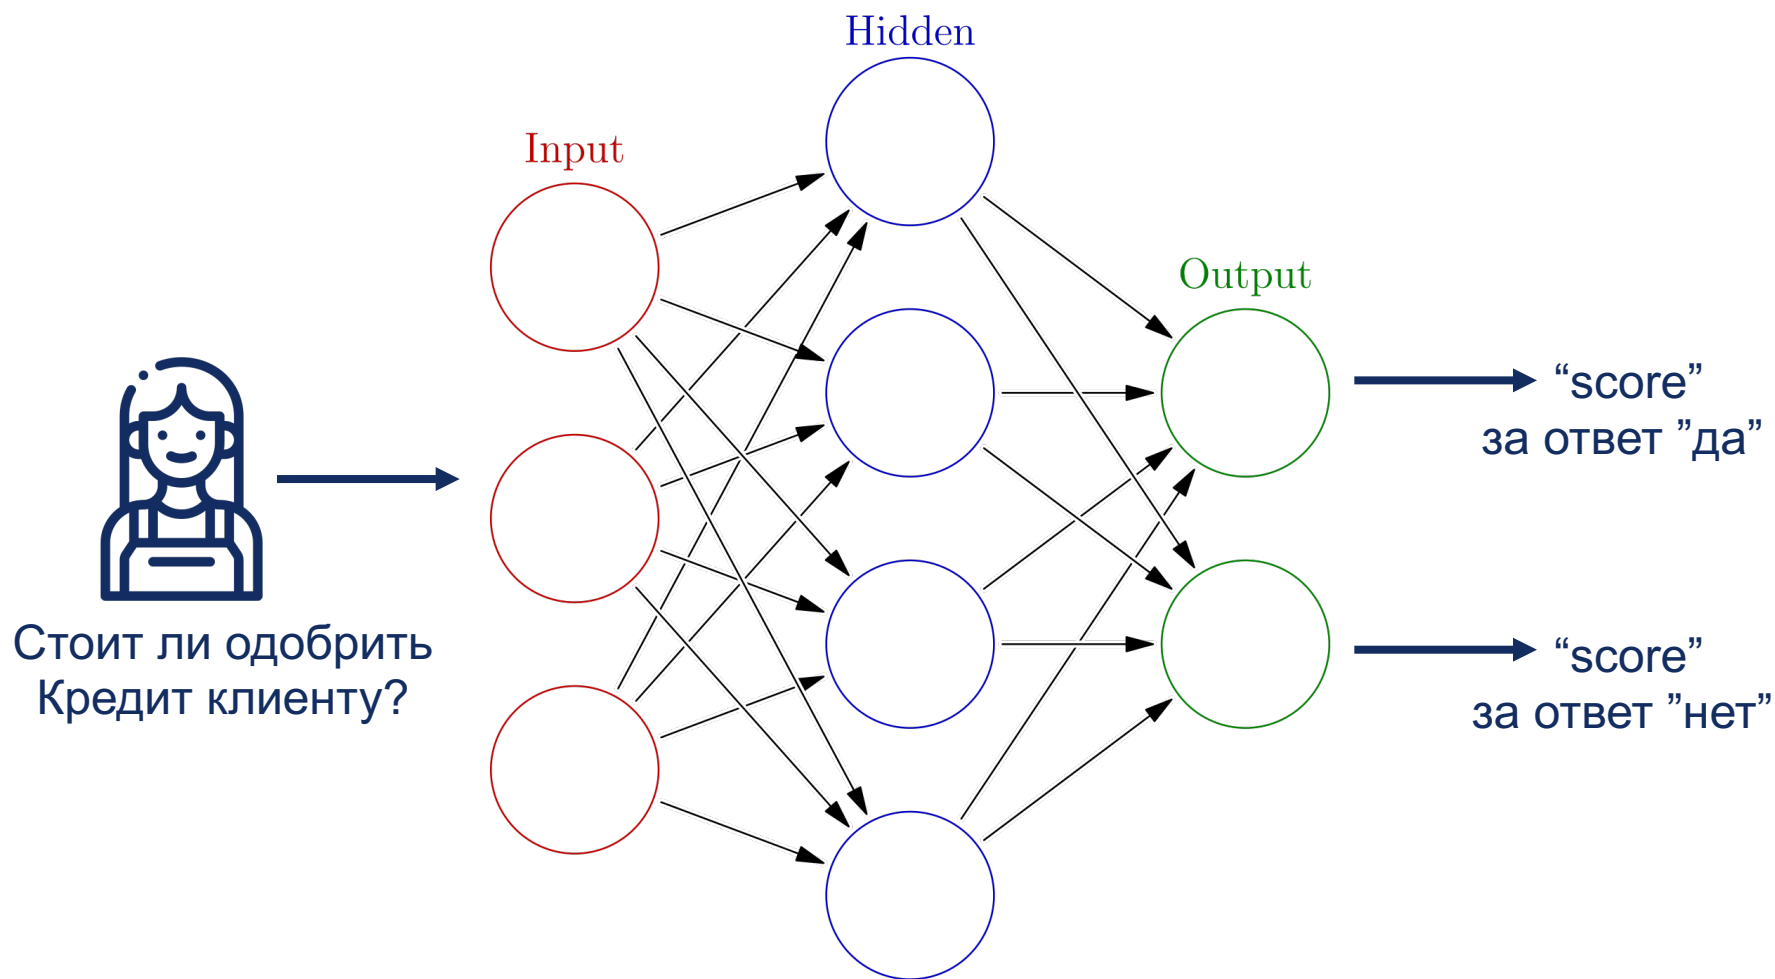 Hidden
Input
Output
“score”
за ответ ”да”
Стоит ли одобрить
Кредит клиенту?
“score”
за ответ ”нет”